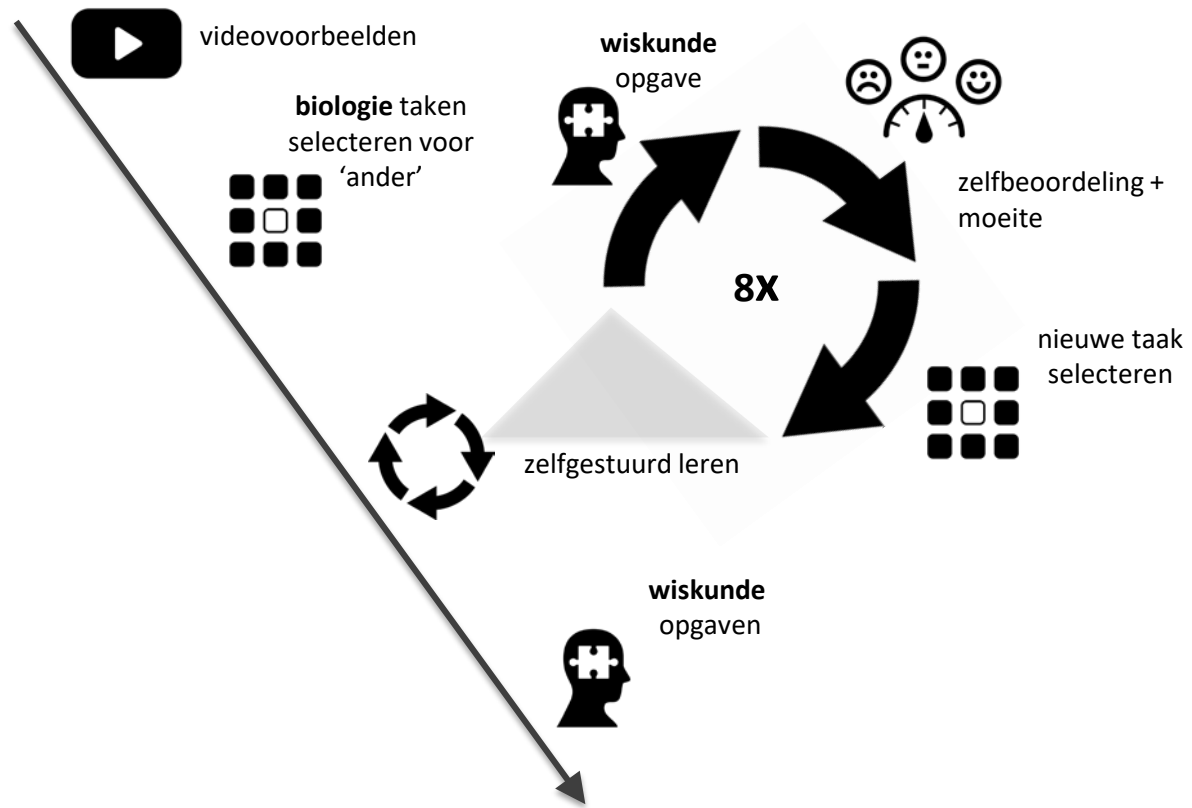 videovoorbeelden
biologie taken
selecteren voor
‘ander’
wiskunde
opgave
zelfbeoordeling +
moeite
8X
nieuwe taak
selecteren
zelfgestuurd leren
wiskunde
opgaven